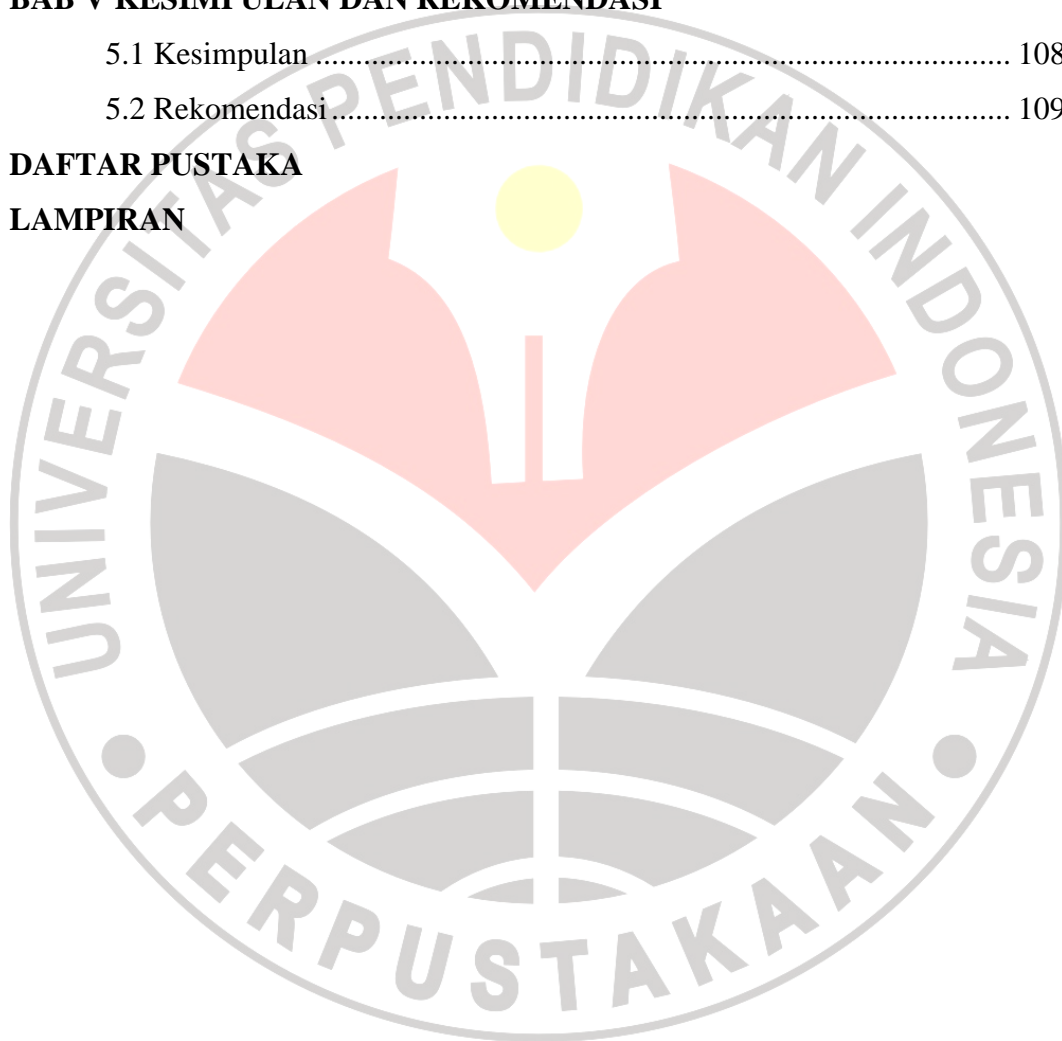 BAB V KESIMPULAN DAN REKOMENDASI
5.1 Kesimpulan ........................................................................... 108
5.2 Rekomendasi ......................................................................... 109
DAFTAR PUSTAKA
LAMPIRAN
UNIVERSITAS PENDIDIKAN INDONESIA
PERPUSTAKAAN